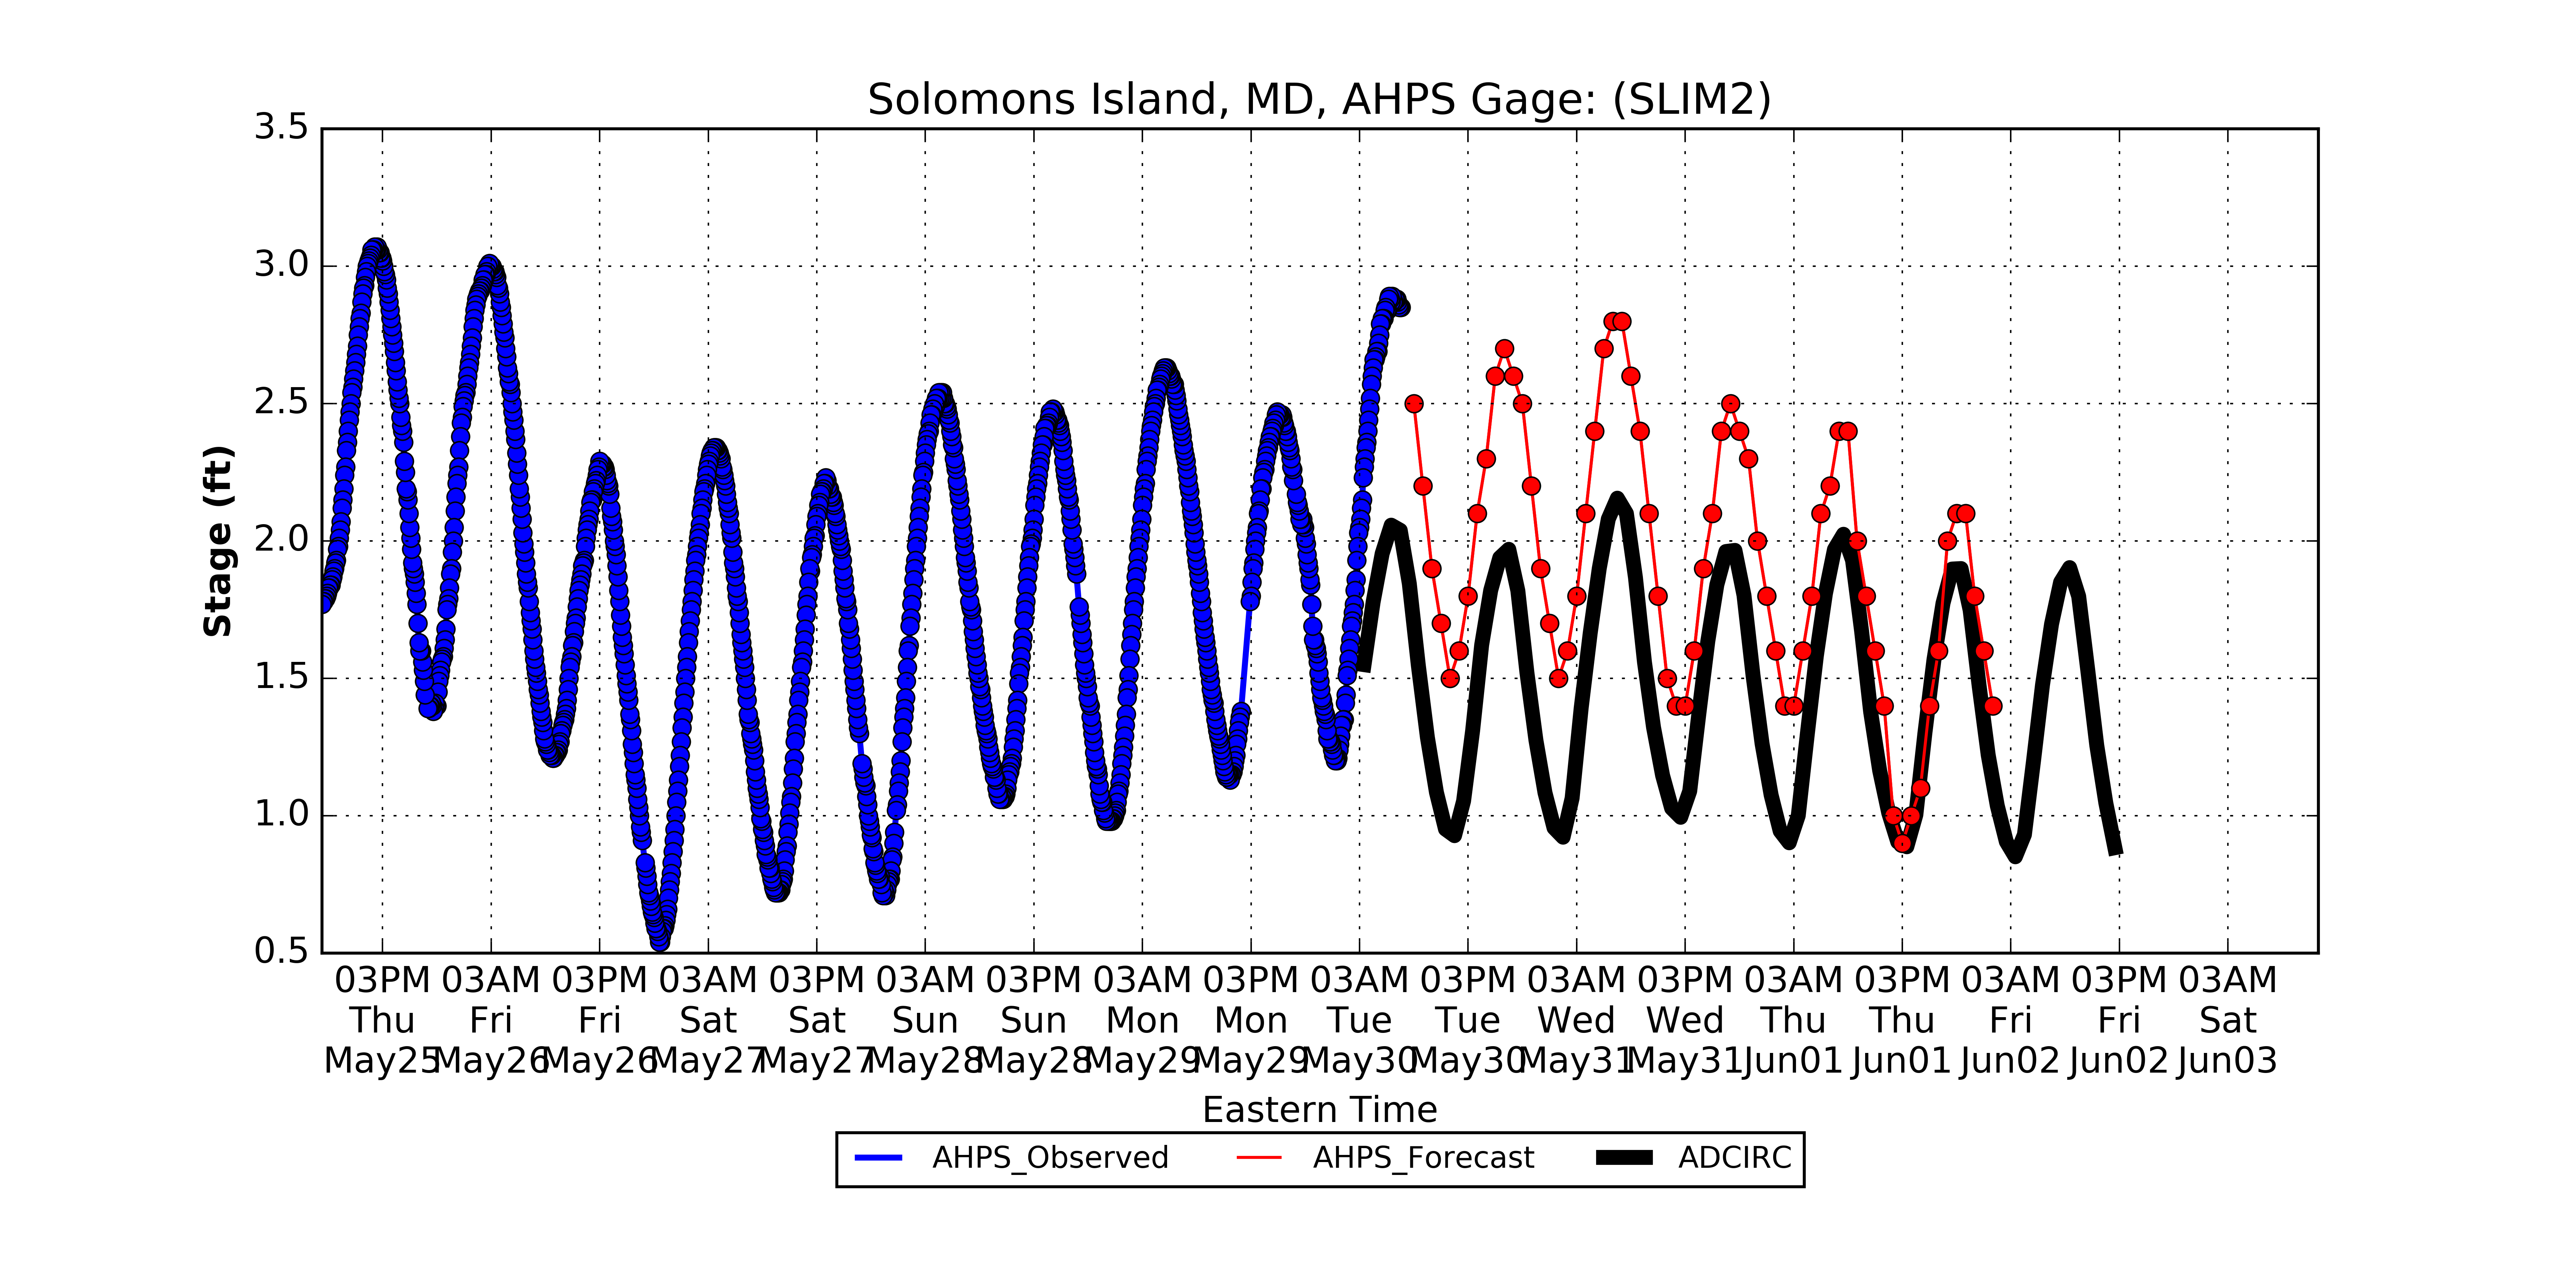 Solomons Island, MD, AHPS Gage: (SLIM2)
3.5
3.0
2.5
2.0
1.5
1.0
0.5
Stage (ft)
03PM 03AM 03PM 03AM 03PM 03AM 03PM 03AM 03PM 03AM 03PM 03AM 03PM 03AM 03PM 03AM 03PM 03AM
Thu Fri Fri Sat Sat Sun Sun Mon Mon Tue Tue Wed Wed Thu Thu Fri Fri Sat
May25 May26 May26 May27 May27 May28 May28 May29 May29 May30 May30 May31 May31 Jun01 Jun01 Jun02 Jun02 Jun03
Eastern Time
AHPS_Observed AHPS_Forecast ADCIRC